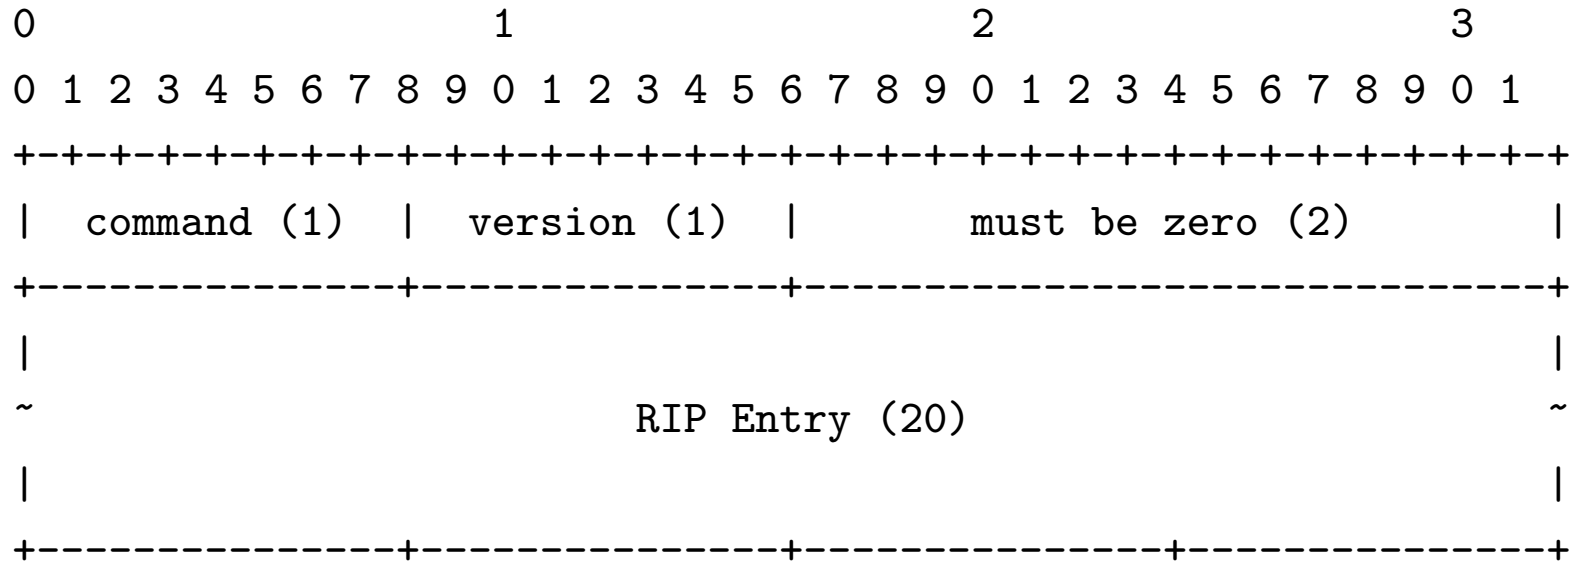 0                   1                   2                   3
0 1 2 3 4 5 6 7 8 9 0 1 2 3 4 5 6 7 8 9 0 1 2 3 4 5 6 7 8 9 0 1
+-+-+-+-+-+-+-+-+-+-+-+-+-+-+-+-+-+-+-+-+-+-+-+-+-+-+-+-+-+-+-+-+
|  command (1)  |  version (1)  |       must be zero (2)        |
+---------------+---------------+-------------------------------+
|                                                               |
~                         RIP Entry (20)                        ~
|                                                               |
+---------------+---------------+---------------+---------------+